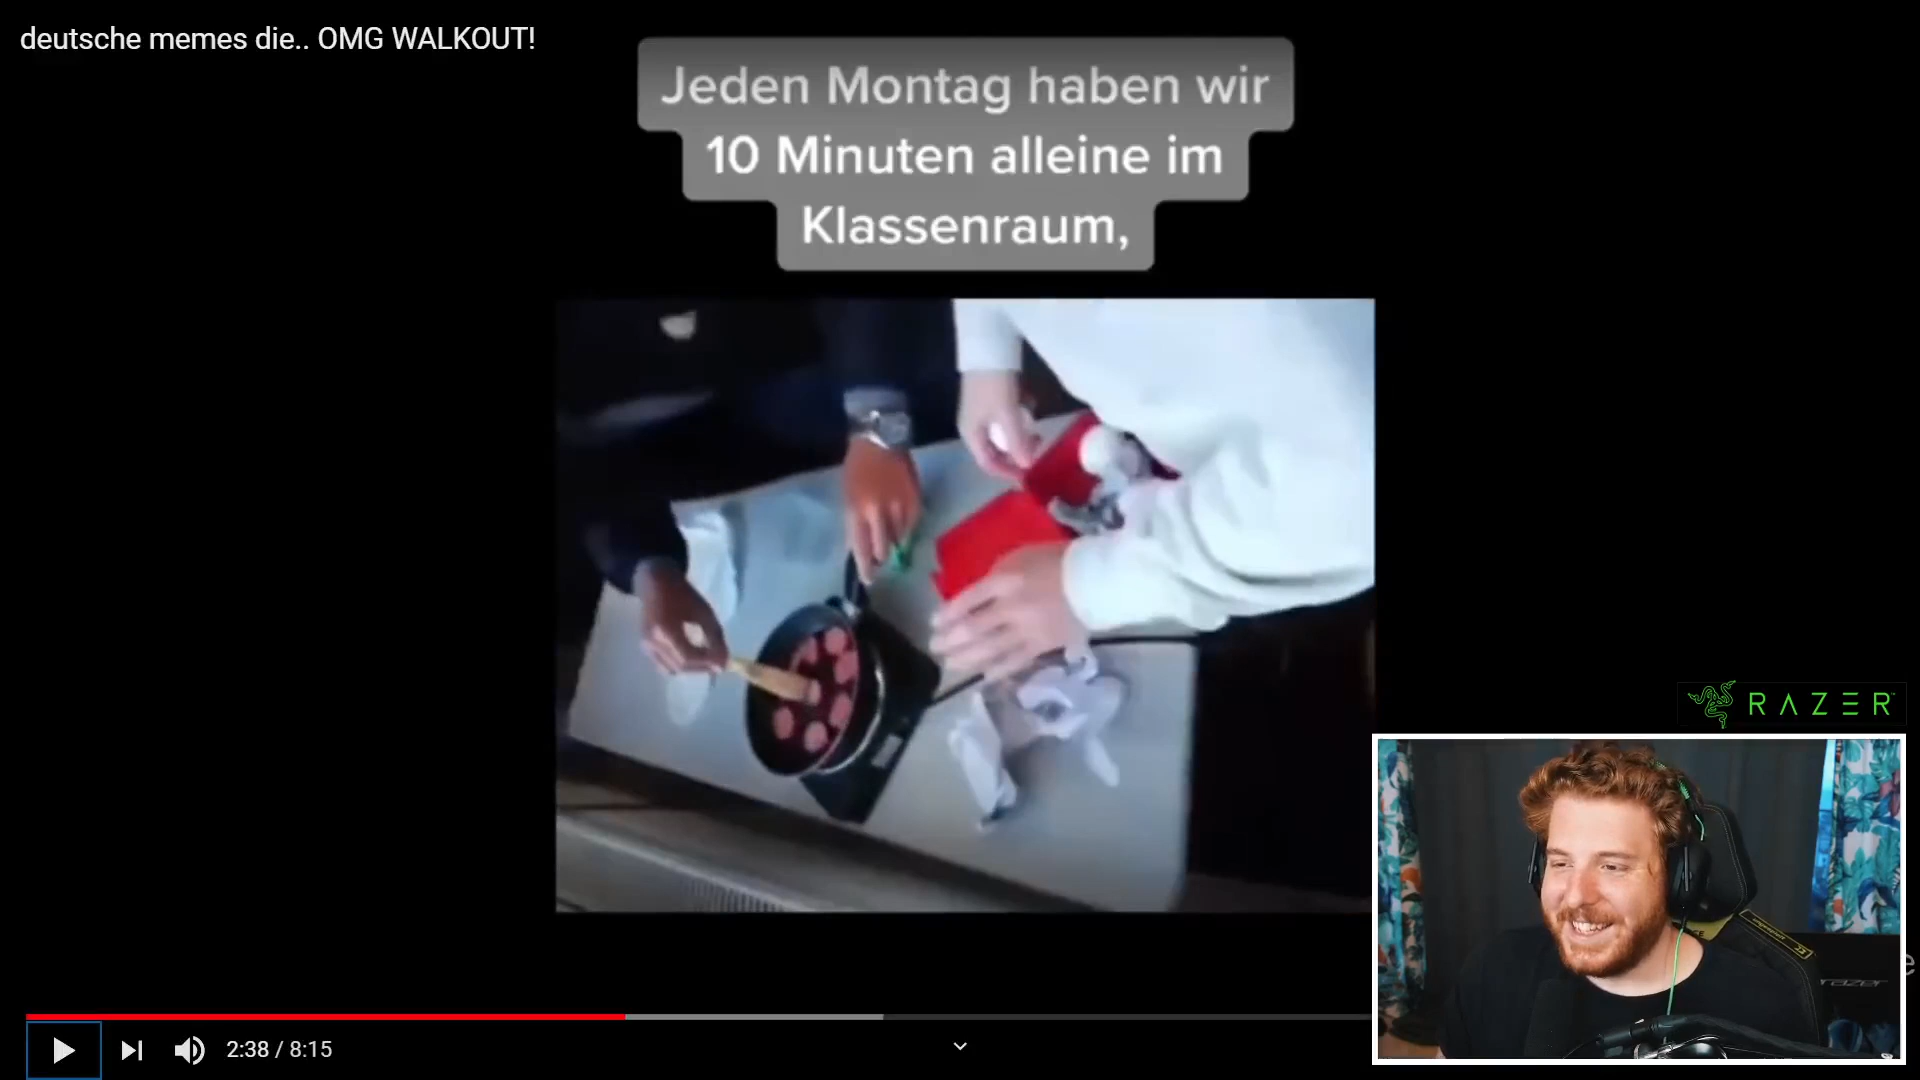 deutsche memes die.. OMG WALKOUT!
Jeden Montag haben wir
10 Minuten alleine im
Klassenraum,
RAZER
2:38 / 8:15